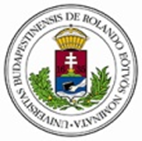 UNIVERSITAS BUDAPESTINENSIS DE ROLANDO EÖTVÖS NOMINATA